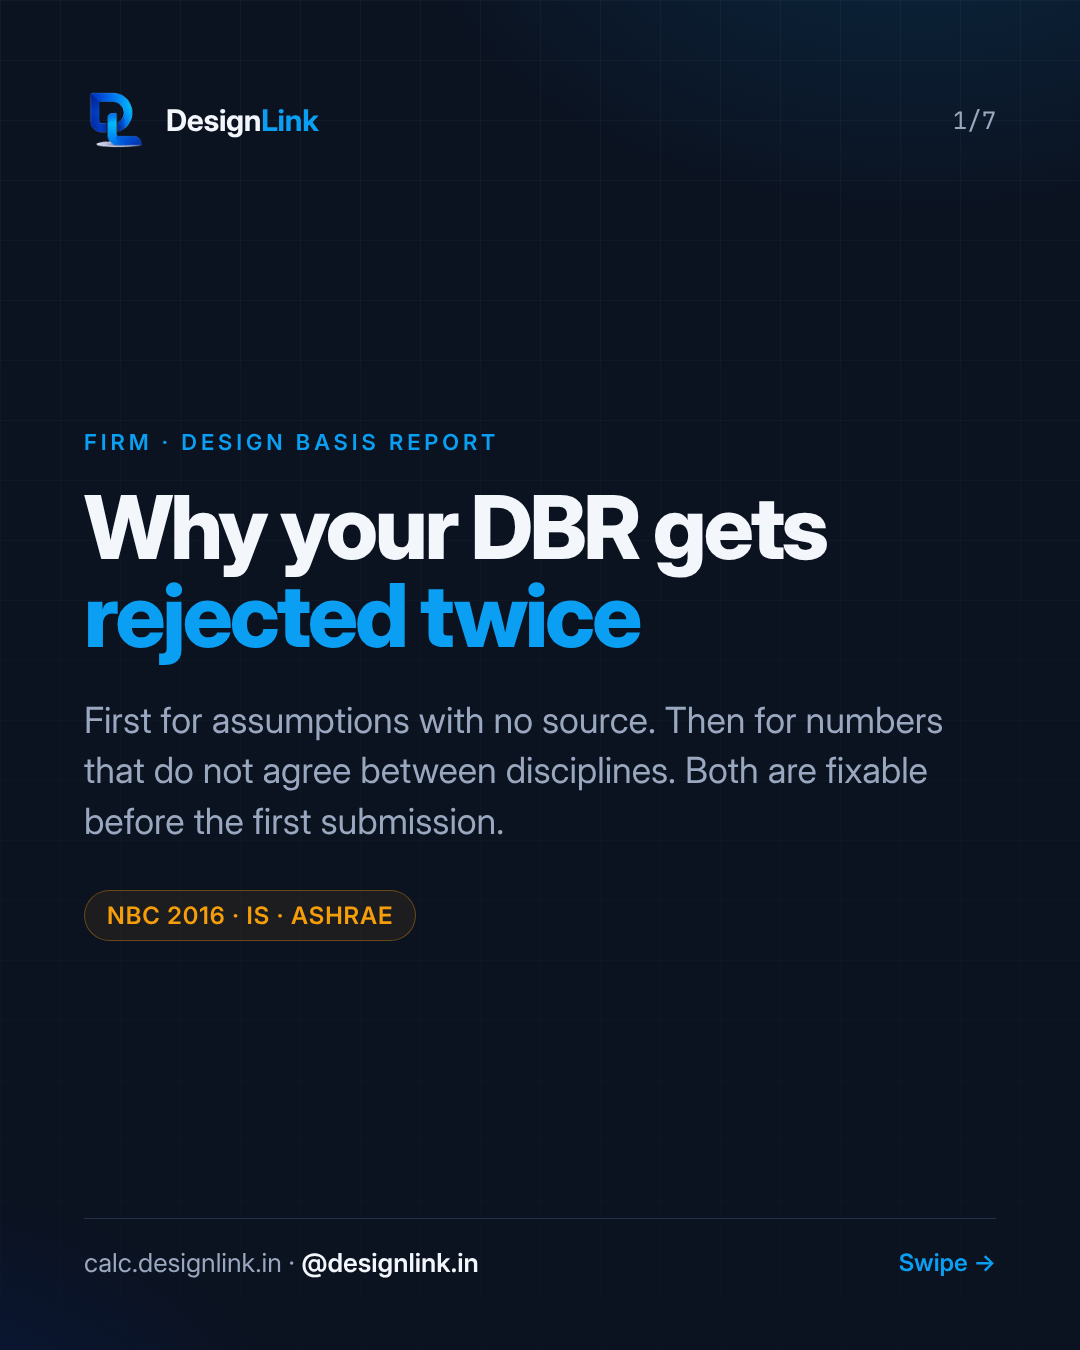 DesignLink
1/7
FIRM · DESIGN BASIS REPORT
Why your DBR gets
rejected twice
First for assumptions with no source. Then for numbers
that do not agree between disciplines. Both are fixable
before the first submission.
NBC 2016 · IS · ASHRAE
calc.designlink.in · @designlink.in
Swipe →